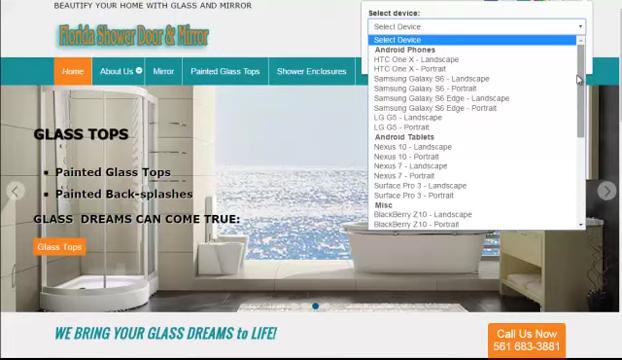 BEAUTIFY YOUR HOME WITH GLASS AND MIRROR
Florida Shower Door & Mirror
Home
About Us
Mirror
Painted Glass Tops
Shower Enclosures
Select device:
Select Device
Select Device
Android Phones
HTC One X - Landscape
HTC One X - Portrait
Samsung Galaxy S6 - Landscape
Samsung Galaxy S6 - Portrait
Samsung Galaxy S6 Edge - Landscape
Samsung Galaxy S6 Edge - Portrait
LG G5 - Landscape
LG G5 - Portrait
Android Tablets
Nexus 10 - Landscape
Nexus 10 - Portrait
Nexus 7 - Landscape
Nexus 7 - Portrait
Surface Pro 3 - Landscape
Surface Pro 3 - Portrait
Misc
BlackBerry Z10 - Landscape
BlackBerry Z10 - Portrait
GLASS TOPS
Painted Glass Tops
Painted Back-splashes
GLASS DREAMS CAN COME TRUE:
Glass Tops
WE BRING YOUR GLASS DREAMS to LIFE!
Call Us Now
561 683-3881